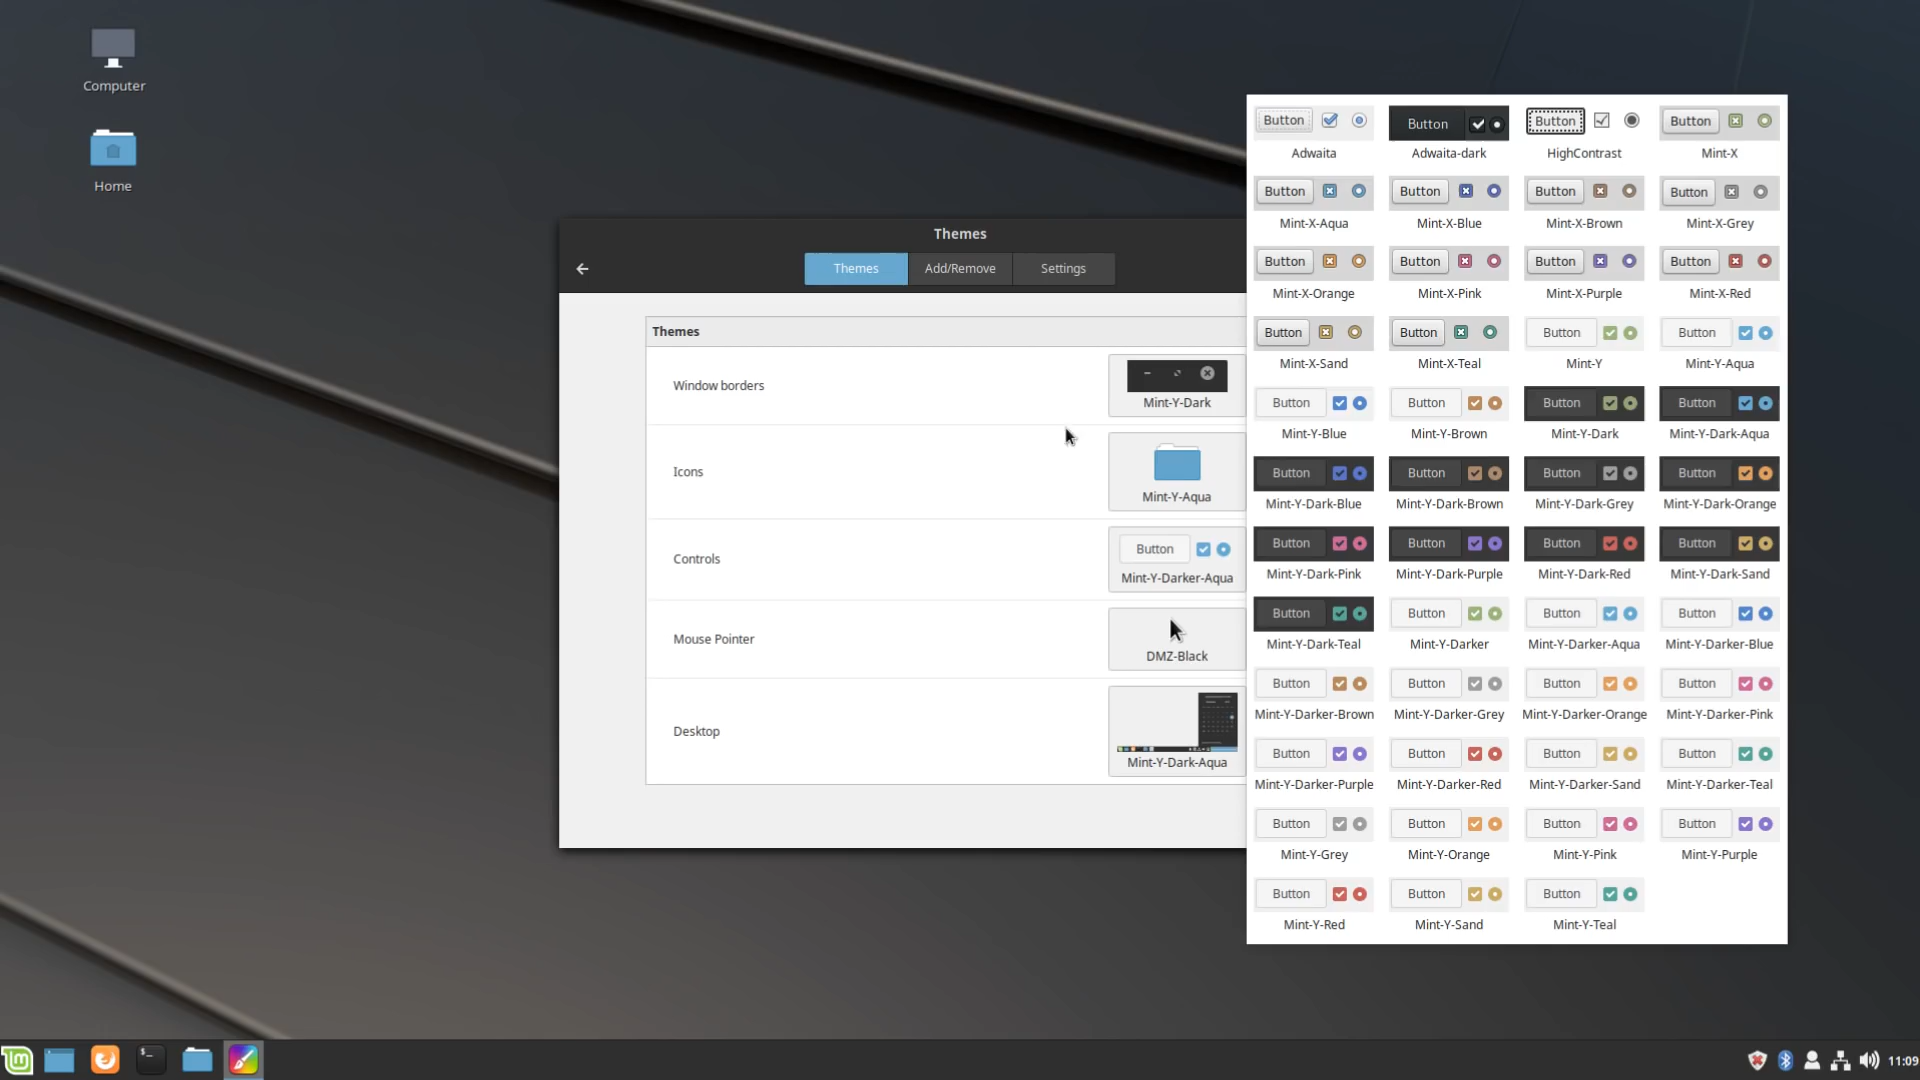 Computer
Home
Themes
Themes Add/Remove Settings
Themes
Window borders
Mint-Y-Dark
Icons
Mint-Y-Aqua
Controls
Button
Mint-Y-Darker-Aqua
Mouse Pointer
DMZ-Black
Desktop
Mint-Y-Dark-Aqua
Button Button Button Button
Adwaita Adwaita-dark HighContrast Mint-X
Button Button Button Button
Mint-X-Aqua Mint-X-Blue Mint-X-Brown Mint-X-Grey
Button Button Button Button
Mint-X-Orange Mint-X-Pink Mint-X-Purple Mint-X-Red
Button Button Button Button
Mint-X-Sand Mint-X-Teal Mint-Y Mint-Y-Aqua
Button Button Button Button
Mint-Y-Blue Mint-Y-Brown Mint-Y-Dark Mint-Y-Dark-Aqua
Button Button Button Button
Mint-Y-Dark-Blue Mint-Y-Dark-Brown Mint-Y-Dark-Grey Mint-Y-Dark-Orange
Button Button Button Button
Mint-Y-Dark-Pink Mint-Y-Dark-Purple Mint-Y-Dark-Red Mint-Y-Dark-Sand
Button Button Button Button
Mint-Y-Dark-Teal Mint-Y-Darker Mint-Y-Darker-Aqua Mint-Y-Darker-Blue
Button Button Button Button
Mint-Y-Darker-Brown Mint-Y-Darker-Grey Mint-Y-Darker-Orange Mint-Y-Darker-Pink
Button Button Button Button
Mint-Y-Darker-Purple Mint-Y-Darker-Red Mint-Y-Darker-Sand Mint-Y-Darker-Teal
Button Button Button Button
Mint-Y-Grey Mint-Y-Orange Mint-Y-Pink Mint-Y-Purple
Button Button Button
Mint-Y-Red Mint-Y-Sand Mint-Y-Teal
11:09